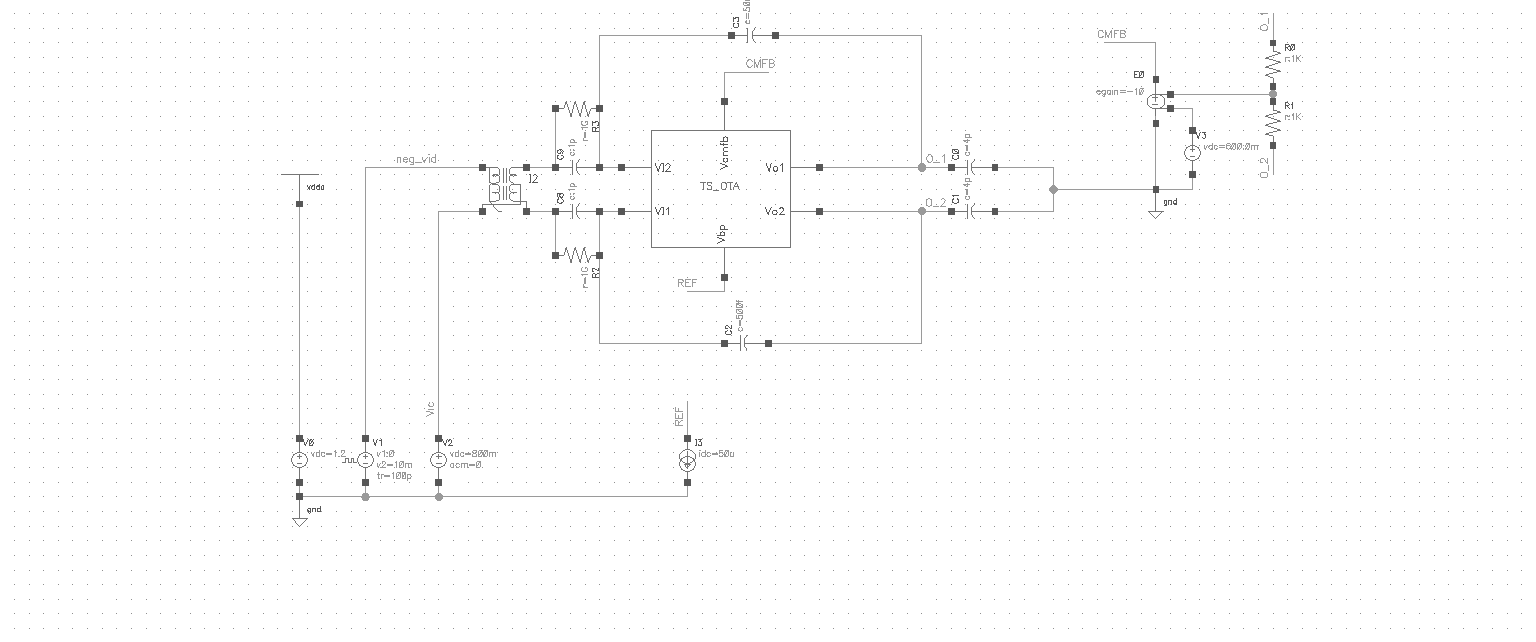 C3
CMFB
R3
r=1G
C9
c:1p
neg_vid
I2
VI2
Vcmfb
Vo1
TS_OTA
VI1
Vo2
Vbp
C8
c:1p
R2
r=1G
REF
C2
c=500f
O_1
C0
c=4p
O_2
C1
c=4p
CMFB
E0
egain=-10
V3
vdc=600.0m
gnd
O_1
R0
r:1K
R1
r:1K
O_2
vdda
V0
vdc=1.2
V1
v1:0
v2=10m
tr=100p
Vic
V2
vdc=800m
acm=0
REF
I3
idc=50u
gnd